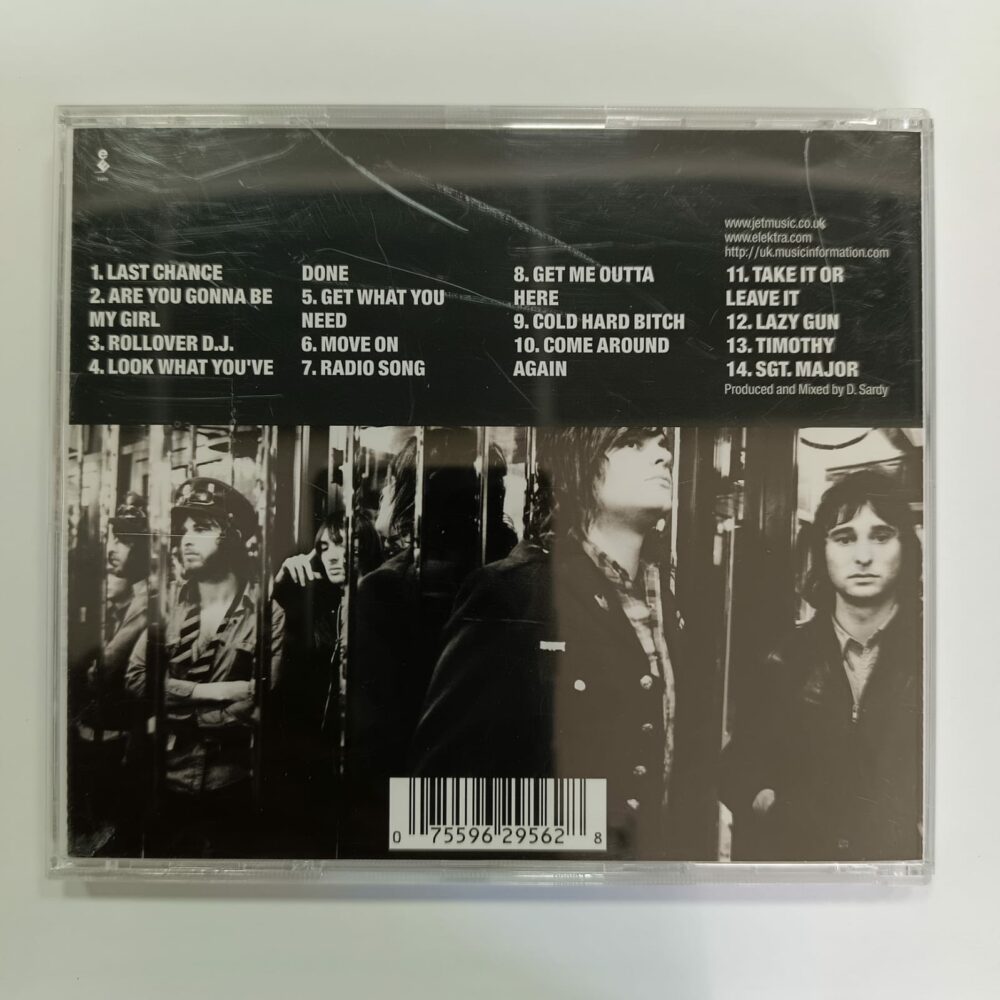 www.jetmusic.co.uk
www.elektra.com
http://uk.musicinformation.com
1. LAST CHANCE
2. ARE YOU GONNA BE
MY GIRL
3. ROLLOVER D.J.
4. LOOK WHAT YOU'VE
DONE
5. GET WHAT YOU
NEED
6. MOVE ON
7. RADIO SONG
8. GET ME OUTTA
HERE
9. COLD HARD BITCH
10. COME AROUND
AGAIN
11. TAKE IT OR
LEAVE IT
12. LAZY GUN
13. TIMOTHY
14. SGT. MAJOR
Produced and Mixed by D. Sardy
0 75596 29562 8